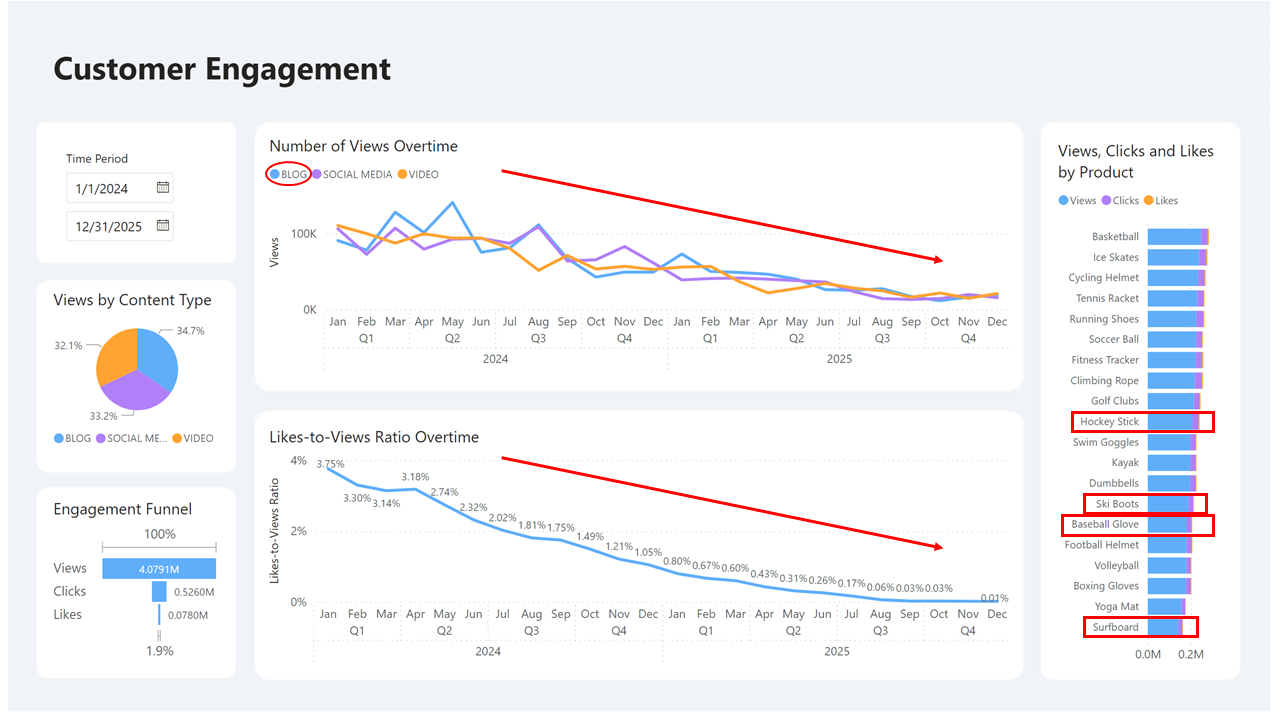 Customer Engagement
Time Period
1/1/2024
12/31/2025
Views by Content Type
34.7%
32.1%
33.2%
BLOG SOCIAL ME... VIDEO
Engagement Funnel
100%
Views 4.0791M
Clicks 0.5260M
Likes 0.0780M
1.9%
Number of Views Overtime
BLOG SOCIAL MEDIA VIDEO
Views
100K
0K
Jan Feb Mar Apr May Jun Jul Aug Sep Oct Nov Dec Jan Feb Mar Apr May Jun Jul Aug Sep Oct Nov Dec
Q1 Q2 Q3 Q4 Q1 Q2 Q3 Q4
2024 2025
Likes-to-Views Ratio Overtime
Likes-to-Views Ratio
4%
2%
0%
3.75% 3.30% 3.14% 3.18% 2.74% 2.32% 2.02% 1.81% 1.75% 1.49% 1.21% 1.05% 0.80% 0.67% 0.60% 0.43% 0.31% 0.26% 0.17% 0.06% 0.03% 0.03% 0.01%
Jan Feb Mar Apr May Jun Jul Aug Sep Oct Nov Dec Jan Feb Mar Apr May Jun Jul Aug Sep Oct Nov Dec
Q1 Q2 Q3 Q4 Q1 Q2 Q3 Q4
2024 2025
Views, Clicks and Likes
by Product
Views Clicks Likes
Basketball
Ice Skates
Cycling Helmet
Tennis Racket
Running Shoes
Soccer Ball
Fitness Tracker
Climbing Rope
Golf Clubs
Hockey Stick
Swim Goggles
Kayak
Dumbbells
Ski Boots
Baseball Glove
Football Helmet
Volleyball
Boxing Gloves
Yoga Mat
Surfboard
0.0M 0.2M